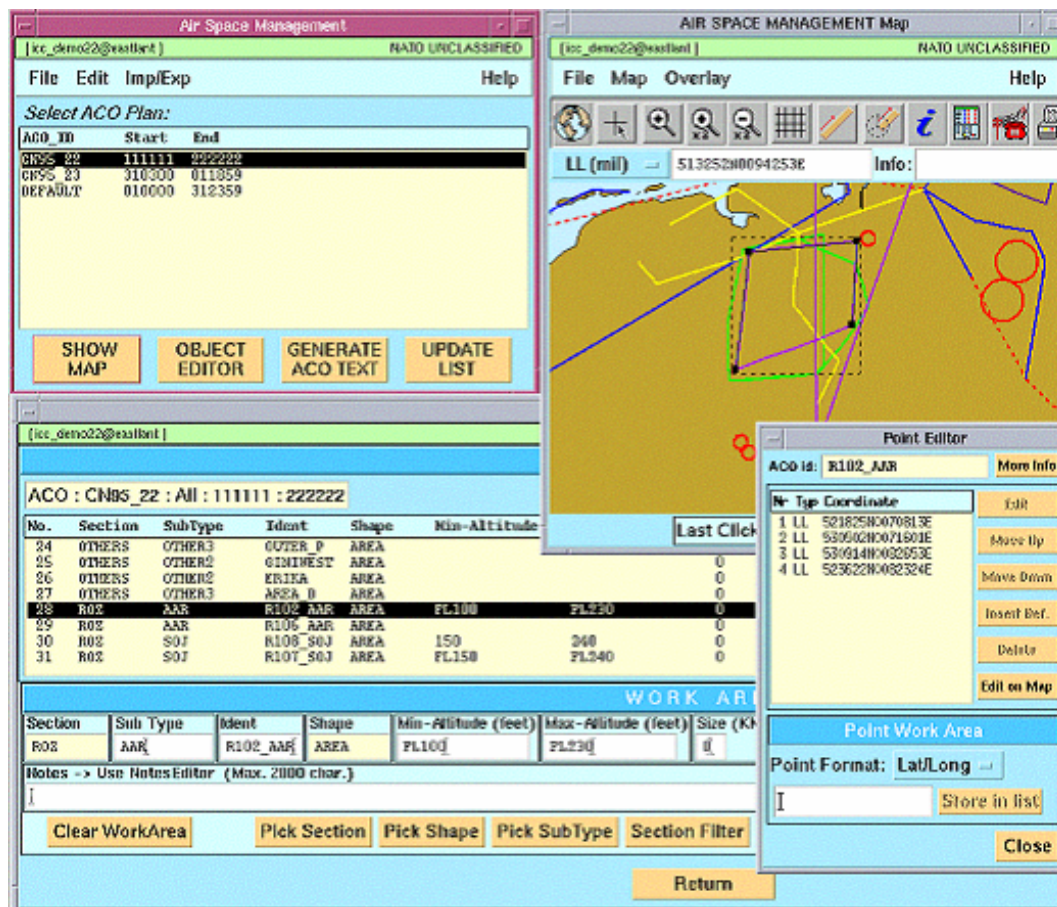 Air Space Management
[icc_demo22@eastlant] NATO UNCLASSIFIED
File Edit Imp/Exp Help
Select ACO Plan:
ACO_ID Start End
CN95_22 111111 222222
CN95_23 310300 011859
DEFAULT 010000 312359
SHOW MAP
OBJECT EDITOR
GENERATE ACO TEXT
UPDATE LIST
AIR SPACE MANAGEMENT Map
[icc_demo22@eastlant] NATO UNCLASSIFIED
File Map Overlay Help
LL (mil) 513252N0094253E Info:
Last Click
[icc_demo22@eastlant]
ACO : CN95_22 : All : 111111 : 222222
No. Section SubType Ident Shape Min-Altitude
24 OTHERS OTHER3 OUTER_P AREA 0
25 OTHERS OTHER2 GINIWEST AREA 0
26 OTHERS OTHER2 ERIKA AREA 0
27 OTHERS OTHER3 AREA_D AREA 0
28 ROZ AAR R102_AAR AREA FL100 FL230 0
29 ROZ AAR R106_AAR AREA 0
30 ROZ SOJ R108_SOJ AREA 150 240 0
31 ROZ SOJ R107_SOJ AREA FL150 FL240 0
WORK ARE
Section Sub Type Ident Shape Min-Altitude (feet) Max-Altitude (feet) Size (KM
ROZ AAR R102_AAR AREA FL100 FL230 0
Notes -> Use NotesEditor (Max. 2000 char.)
Clear WorkArea Pick Section Pick Shape Pick SubType Section Filter
Return
Point Editor
ACO id: R102_AAR More Info
Nr Typ Coordinate
1 LL 521825N0070813E
2 LL 530502N0071601E
3 LL 530914N0082653E
4 LL 523622N0082324E
Edit
Move Up
Move Down
Insert Bef.
Delete
Edit on Map
Point Work Area
Point Format: Lat/Long
Store in list
Close